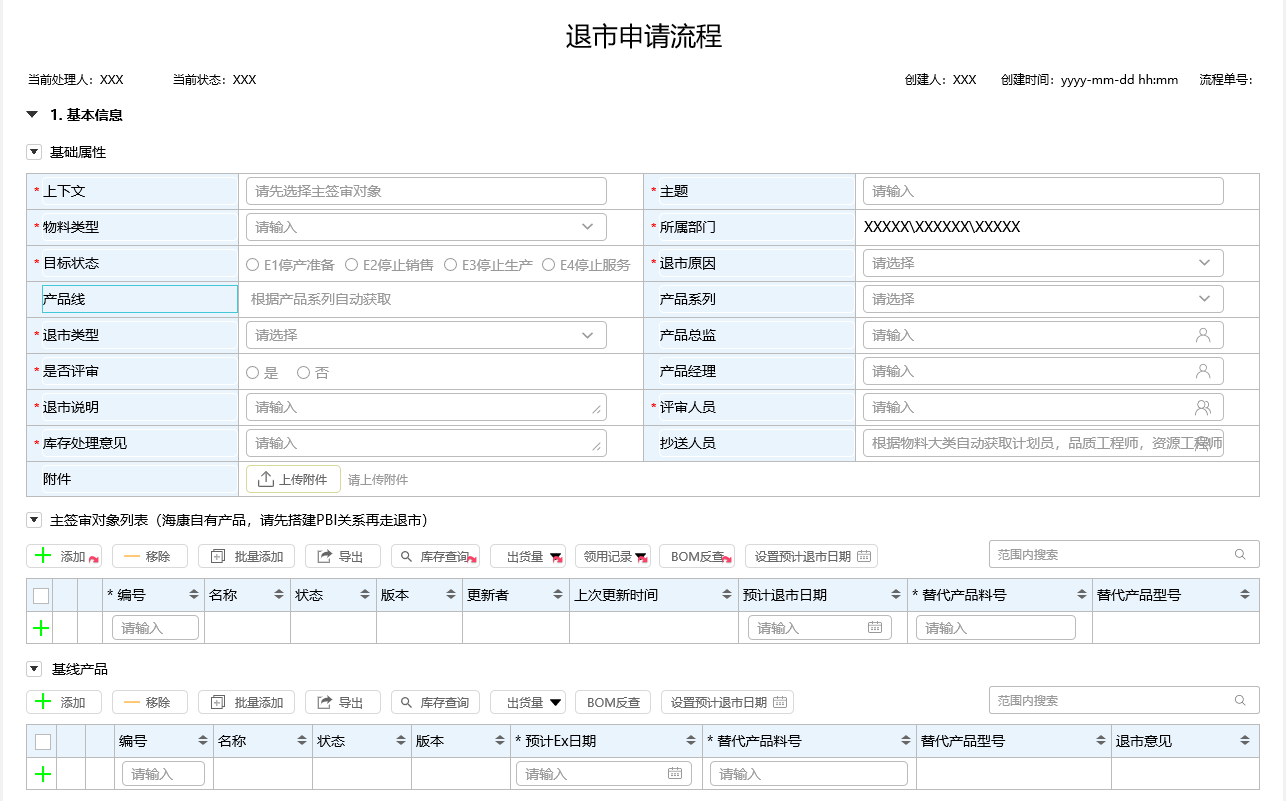 退市申请流程
当前处理人：XXX 当前状态：XXX 创建人：XXX 创建时间：yyyy-mm-dd hh:mm 流程单号：
1. 基本信息
基础属性
* 上下文 请先选择主签审对象 * 主题 请输入
* 物料类型 请输入 * 所属部门 XXXXX\XXXXXX\XXXXX
* 目标状态 E1停产准备 E2停止销售 E3停止生产 E4停止服务 * 退市原因 请选择
产品线 根据产品系列自动获取 产品系列 请选择
* 退市类型 请选择 产品总监 请输入
* 是否评审 是 否 产品经理 请输入
* 退市说明 请输入 * 评审人员 请输入
* 库存处理意见 请输入 抄送人员 根据物料大类自动获取计划员，品质工程师，资源工程师
附件 上传附件 请上传附件
主签审对象列表（海康自有产品，请先搭建PBI关系再走退市）
添加 移除 批量添加 导出 库存查询 出货量 领用记录 BOM反查 设置预计退市日期 范围内搜索
* 编号 名称 状态 版本 更新者 上次更新时间 预计退市日期 * 替代产品料号 替代产品型号
请输入 请输入 请输入
基线产品
添加 移除 批量添加 导出 库存查询 出货量 BOM反查 设置预计退市日期 范围内搜索
编号 名称 状态 版本 * 预计Ex日期 * 替代产品料号 替代产品型号 退市意见
请输入 请输入 请输入